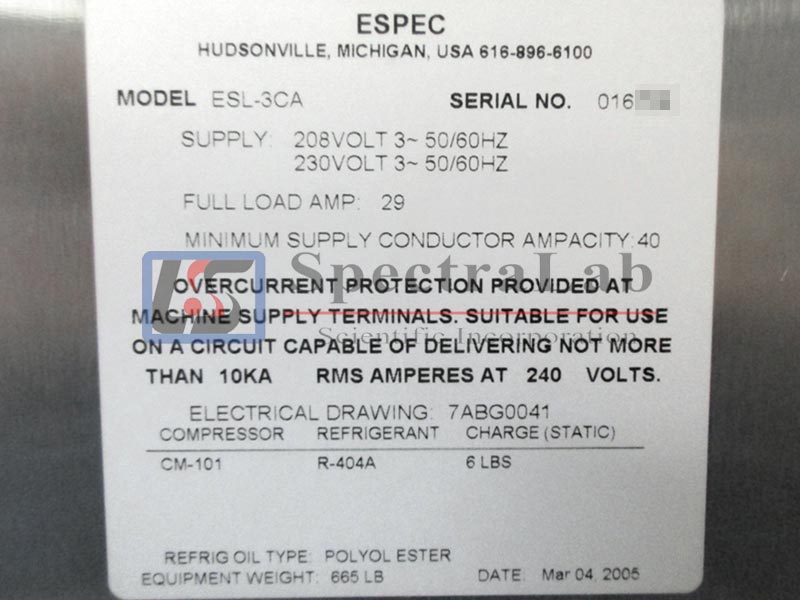 ESPEC
HUDSONVILLE, MICHIGAN, USA 616-896-6100
MODEL ESL-3CA SERIAL NO. 016
SUPPLY: 208VOLT 3~ 50/60HZ
230VOLT 3~ 50/60HZ
FULL LOAD AMP: 29
MINIMUM SUPPLY CONDUCTOR AMPACITY: 40
SpectraLab
OVERCURRENT PROTECTION PROVIDED AT
MACHINE SUPPLY TERMINALS. SUITABLE FOR USE
Scientific Incorporation
ON A CIRCUIT CAPABLE OF DELIVERING NOT MORE
THAN 10KA RMS AMPERES AT 240 VOLTS.
ELECTRICAL DRAWING: 7ABG0041
COMPRESSOR REFRIGERANT CHARGE (STATIC)
CM-101 R-404A 6 LBS
REFRIG OIL TYPE: POLYOL ESTER
EQUIPMENT WEIGHT: 665 LB DATE: Mar 04, 2005